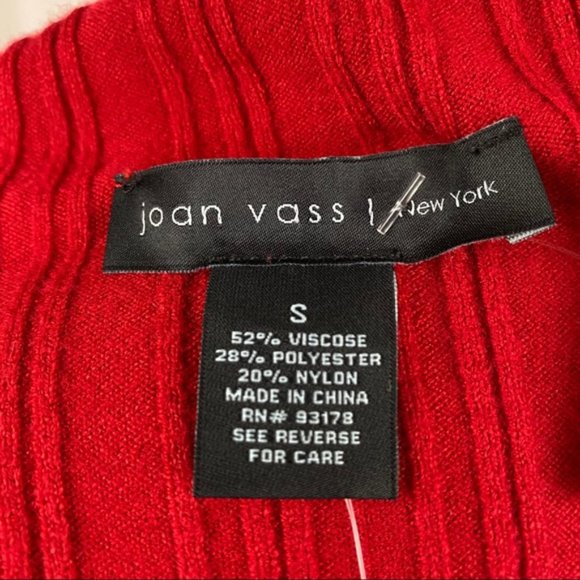 joan vass | New York
S
52% VISCOSE
28% POLYESTER
20% NYLON
MADE IN CHINA
RN# 93178
SEE REVERSE
FOR CARE